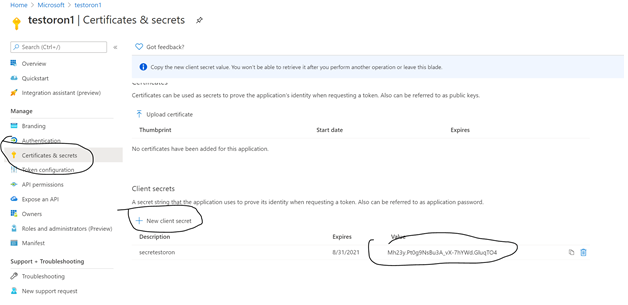 Home > Microsoft > testoron1
testoron1 | Certificates & secrets
Search (Ctrl+/)
Overview
Quickstart
Integration assistant (preview)
Manage
Branding
Authentication
Certificates & secrets
Token configuration
API permissions
Expose an API
Owners
Roles and administrators (Preview)
Manifest
Support + Troubleshooting
Troubleshooting
New support request
Got feedback?
Copy the new client secret value. You won't be able to retrieve it after you perform another operation or leave this blade.
Certificates
Certificates can be used as secrets to prove the application's identity when requesting a token. Also can be referred to as public keys.
Upload certificate
Thumbprint Start date Expires
No certificates have been added for this application.
Client secrets
A secret string that the application uses to prove its identity when requesting a token. Also can be referred to as application password.
New client secret
Description Expires Value
secretestoron 8/31/2021